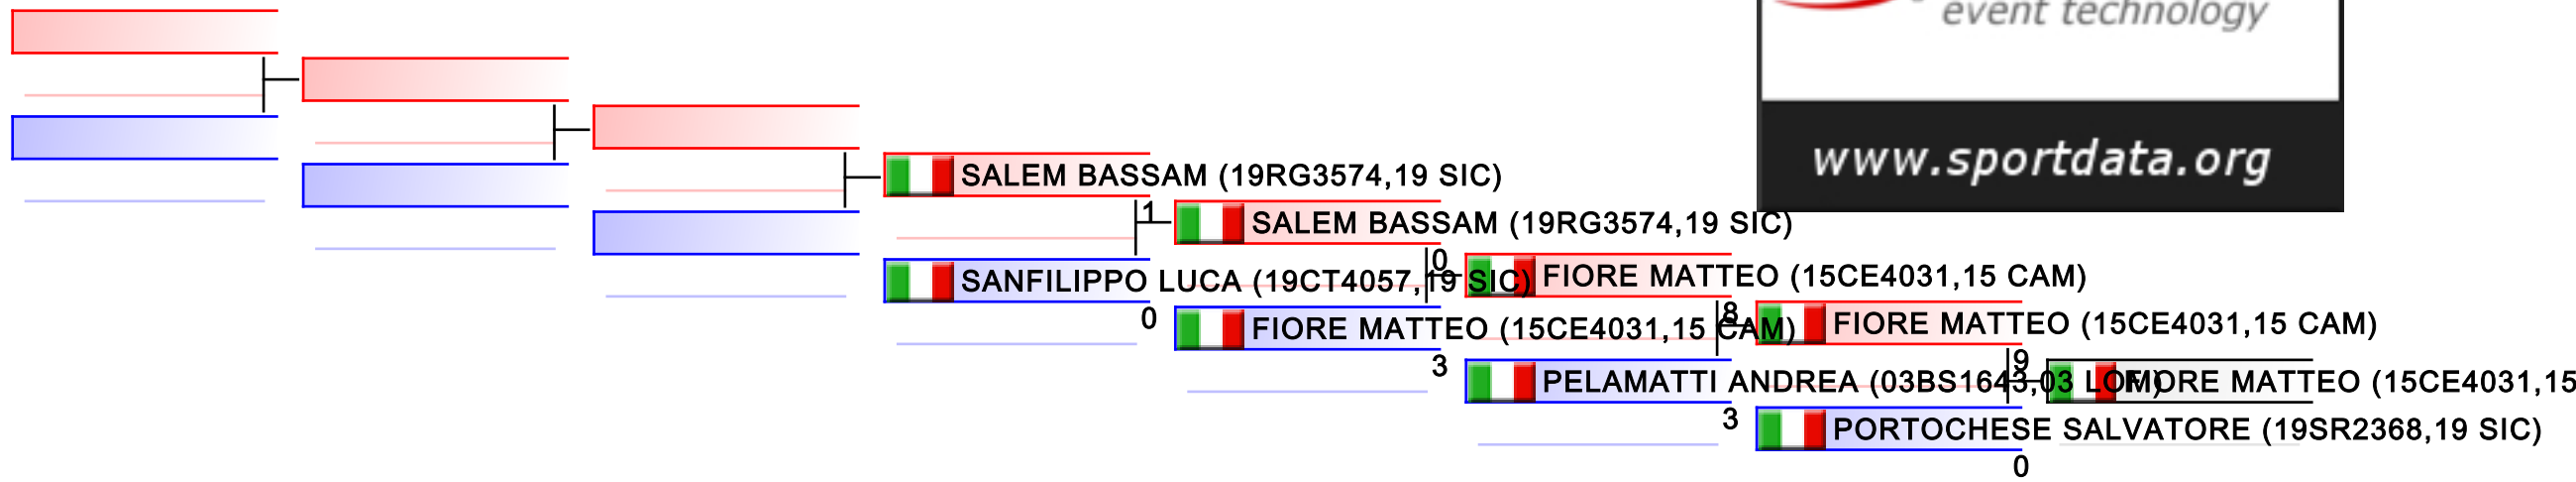 event technology
www.sportdata.org
SALEM BASSAM (19RG3574,19 SIC)
1
SALEM BASSAM (19RG3574,19 SIC)
SANFILIPPO LUCA (19CT4057,19 SIC)
0
0
FIORE MATTEO (15CE4031,15 CAM)
FIORE MATTEO (15CE4031,15 CAM)
3
8
FIORE MATTEO (15CE4031,15 CAM)
PELAMATTI ANDREA (03BS1643,03 LOM)
3
9
FIORE MATTEO (15CE4031,15
PORTOCHESE SALVATORE (19SR2368,19 SIC)
0